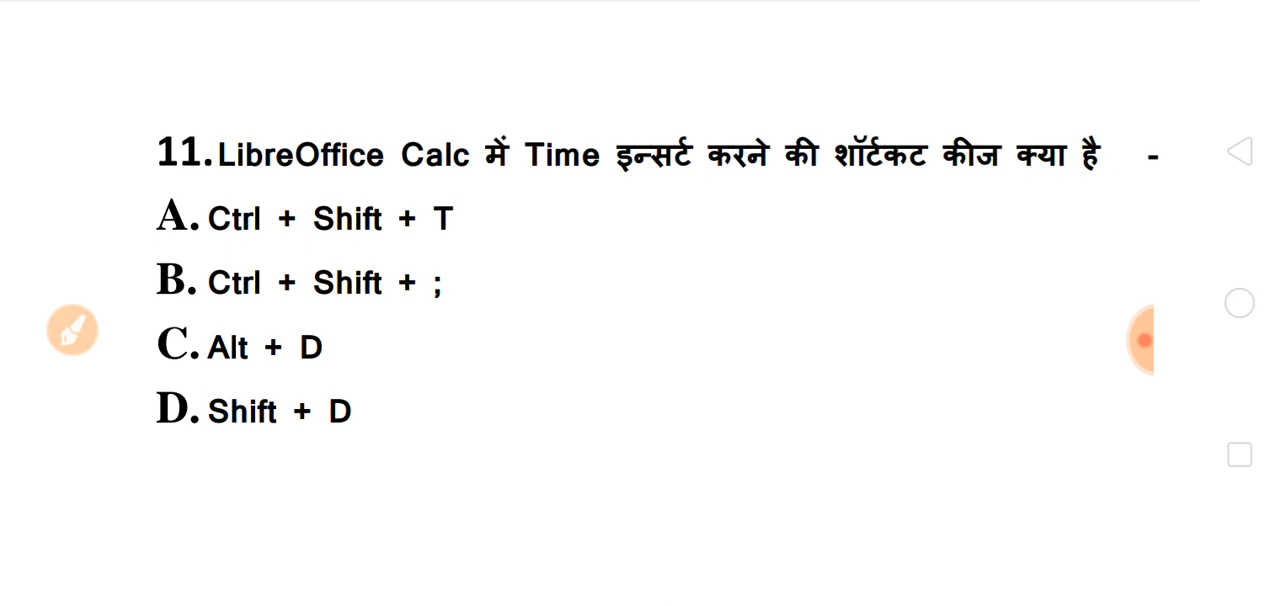 11. LibreOffice Calc में Time इन्सर्ट करने की शॉर्टकट कीज क्या है -
A. Ctrl + Shift + T
B. Ctrl + Shift + ;
C. Alt + D
D. Shift + D